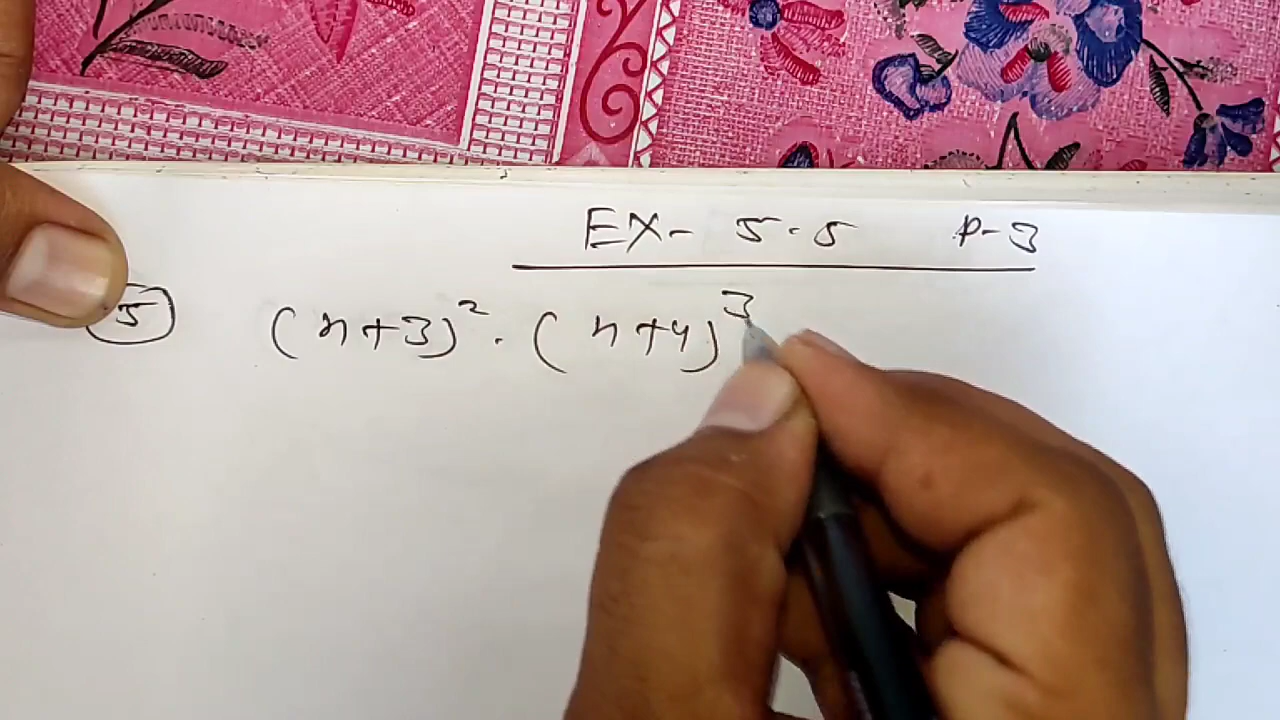 EX- 5.5 P-3
(5) (x+3)² . (x+4)³